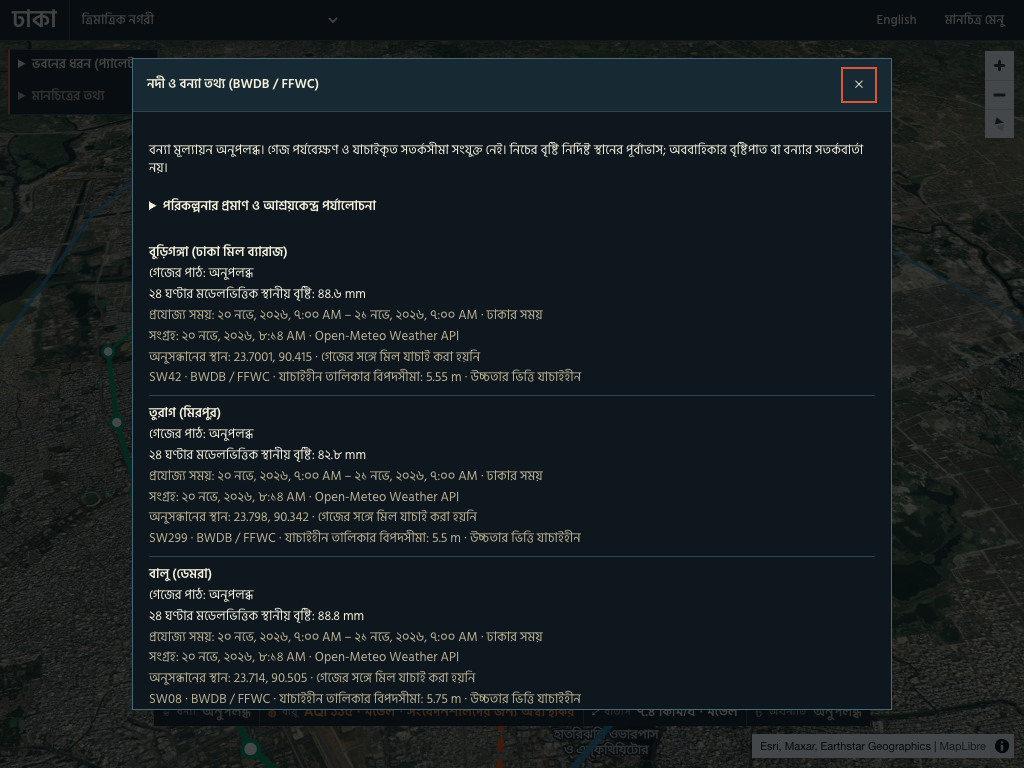 ঢাকা
ত্রিমাত্রিক নগরী
English
মানচিত্র মেনু
ভবনের ধরন (প্যালেট
মানচিত্রের তথ্য
নদী ও বন্যা তথ্য (BWDB / FFWC)
×
বন্যা মূল্যায়ন অনুপলব্ধ। গেজ পর্যবেক্ষণ ও যাচাইকৃত সতর্কসীমা সংযুক্ত নেই। নিচের বৃষ্টি নির্দিষ্ট স্থানের পূর্বাভাস; অববাহিকার বৃষ্টিপাত বা বন্যার সতর্কবার্তা
নয়।
পরিকল্পনার প্রমাণ ও আশ্রয়কেন্দ্র পর্যালোচনা
বুড়িগঙ্গা (ঢাকা মিল ব্যারাজ)
গেজের পাঠ: অনুপলব্ধ
২৪ ঘণ্টার মডেলভিত্তিক স্থানীয় বৃষ্টি: ৪৪.৬ mm
প্রযোজ্য সময়: ২০ নভে, ২০২৬, ৭:০০ AM – ২১ নভে, ২০২৬, ৭:০০ AM · ঢাকার সময়
সংগ্রহ: ২০ নভে, ২০২৬, ৮:১৪ AM · Open-Meteo Weather API
অনুসন্ধানের স্থান: 23.7001, 90.415 · গেজের সঙ্গে মিল যাচাই করা হয়নি
SW42 · BWDB / FFWC · যাচাইহীন তালিকার বিপদসীমা: 5.55 m · উচ্চতার ভিত্তি যাচাইহীন
তুরাগ (মিরপুর)
গেজের পাঠ: অনুপলব্ধ
২৪ ঘণ্টার মডেলভিত্তিক স্থানীয় বৃষ্টি: ৪২.৮ mm
প্রযোজ্য সময়: ২০ নভে, ২০২৬, ৭:০০ AM – ২১ নভে, ২০২৬, ৭:০০ AM · ঢাকার সময়
সংগ্রহ: ২০ নভে, ২০২৬, ৮:১৪ AM · Open-Meteo Weather API
অনুসন্ধানের স্থান: 23.798, 90.342 · গেজের সঙ্গে মিল যাচাই করা হয়নি
SW299 · BWDB / FFWC · যাচাইহীন তালিকার বিপদসীমা: 5.5 m · উচ্চতার ভিত্তি যাচাইহীন
বালু (ডেমরা)
গেজের পাঠ: অনুপলব্ধ
২৪ ঘণ্টার মডেলভিত্তিক স্থানীয় বৃষ্টি: ৪৪.৪ mm
প্রযোজ্য সময়: ২০ নভে, ২০২৬, ৭:০০ AM – ২১ নভে, ২০২৬, ৭:০০ AM · ঢাকার সময়
সংগ্রহ: ২০ নভে, ২০২৬, ৮:১৪ AM · Open-Meteo Weather API
অনুসন্ধানের স্থান: 23.714, 90.505 · গেজের সঙ্গে মিল যাচাই করা হয়নি
SW08 · BWDB / FFWC · যাচাইহীন তালিকার বিপদসীমা: 5.75 m · উচ্চতার ভিত্তি যাচাইহীন
Esri, Maxar, Earthstar Geographics | MapLibre